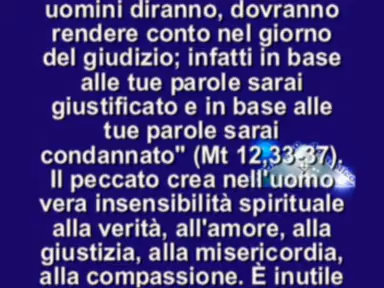 uomini diranno, dovranno
rendere conto nel giorno
del giudizio; infatti in base
alle tue parole sarai
giustificato e in base alle
tue parole sarai
condannato" (Mt 12,33-37).
Il peccato crea nell'uomo
vera insensibilità spirituale
alla verità, all'amore, alla
giustizia, alla misericordia,
alla compassione. È inutile